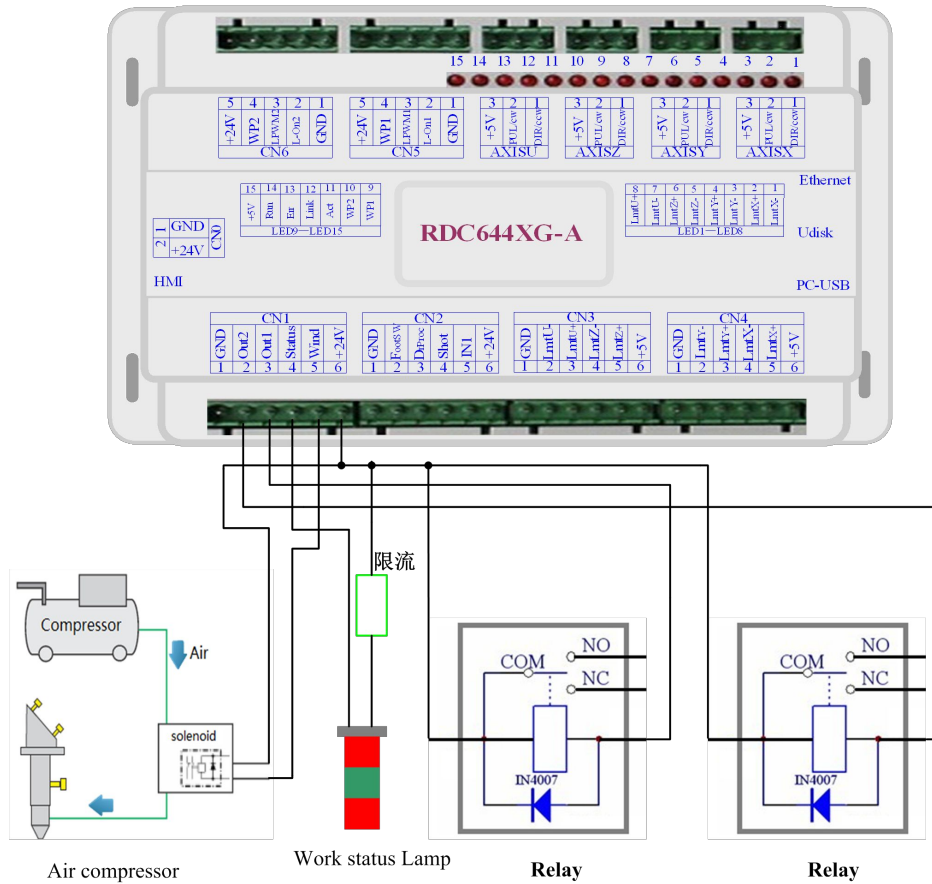 15 14 13 12 11 10 9 8 7 6 5 4 3 2 1
5 4 3 2 1
+24V WP2 LPWM2 L-On2 GND
CN6
5 4 3 2 1
+24V WP1 LPWM1 L-On1 GND
CN5
3 2 1
+5V PUL/cw DIR/ccw
AXISU
3 2 1
+5V PUL/cw DIR/ccw
AXISZ
3 2 1
+5V PUL/cw DIR/ccw
AXISY
3 2 1
+5V PUL/cw DIR/ccw
AXISX
Ethernet
15 14 13 12 11 10 9
+5V Run Err Link Act WP2 WP1
LED9—LED15
8 7 6 5 4 3 2 1
LmtU+ LmtU- LmtZ+ LmtZ- LmtY+ LmtY- LmtX+ LmtX-
LED1—LED8
1 GND
2 +24V
CN0
RDC644XG-A
Udisk
HMI
PC-USB
CN1
GND Out2 Out1 Status Wind +24V
1 2 3 4 5 6
CN2
GND FootSW DrProc Shot IN1 +24V
1 2 3 4 5 6
CN3
GND LmtU- LmtU+ LmtZ- LmtZ+ +5V
1 2 3 4 5 6
CN4
GND LmtY- LmtY+ LmtX- LmtX+ +5V
1 2 3 4 5 6
限流
Compressor
Air
solenoid
COM
NO
NC
IN4007
COM
NO
NC
IN4007
Air compressor
Work status Lamp
Relay
Relay